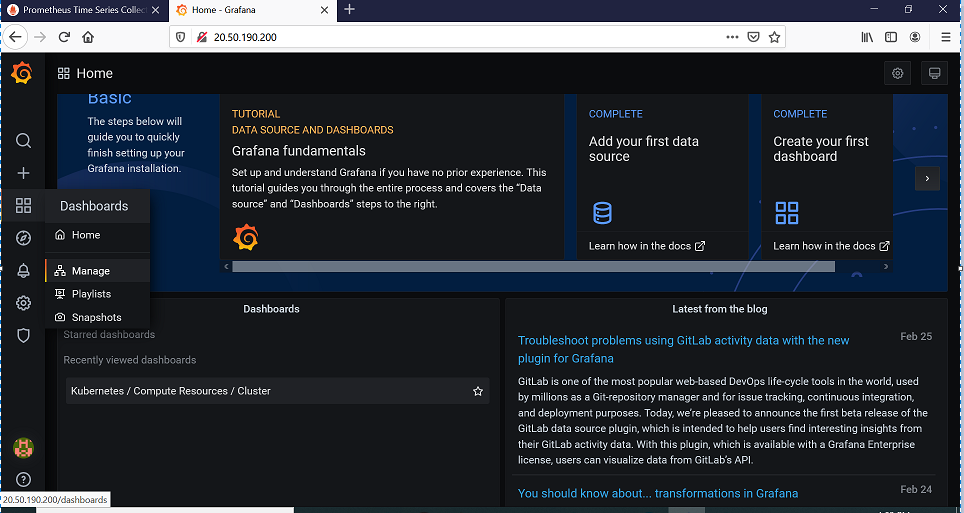 Prometheus Time Series Collec
Home - Grafana
20.50.190.200
Home
Basic
The steps below will
guide you to quickly
finish setting up your
Grafana installation.
TUTORIAL
DATA SOURCE AND DASHBOARDS
Grafana fundamentals
Set up and understand Grafana if you have no prior experience. This
tutorial guides you through the entire process and covers the “Data
source” and “Dashboards” steps to the right.
COMPLETE
Add your first data
source
Learn how in the docs
COMPLETE
Create your first
dashboard
Learn how in the docs
Dashboards
Home
Manage
Playlists
Snapshots
Dashboards
Starred dashboards
Recently viewed dashboards
Kubernetes / Compute Resources / Cluster
Latest from the blog
Troubleshoot problems using GitLab activity data with the new
plugin for Grafana
Feb 25
GitLab is one of the most popular web-based DevOps life-cycle tools in the world, used
by millions as a Git-repository manager and for issue tracking, continuous integration,
and deployment purposes. Today, we’re pleased to announce the first beta release of the
GitLab data source plugin, which is intended to help users find interesting insights from
their GitLab activity data. With this plugin, which is available with a Grafana Enterprise
license, users can visualize data from GitLab’s API.
You should know about... transformations in Grafana
Feb 24
20.50.190.200/dashboards